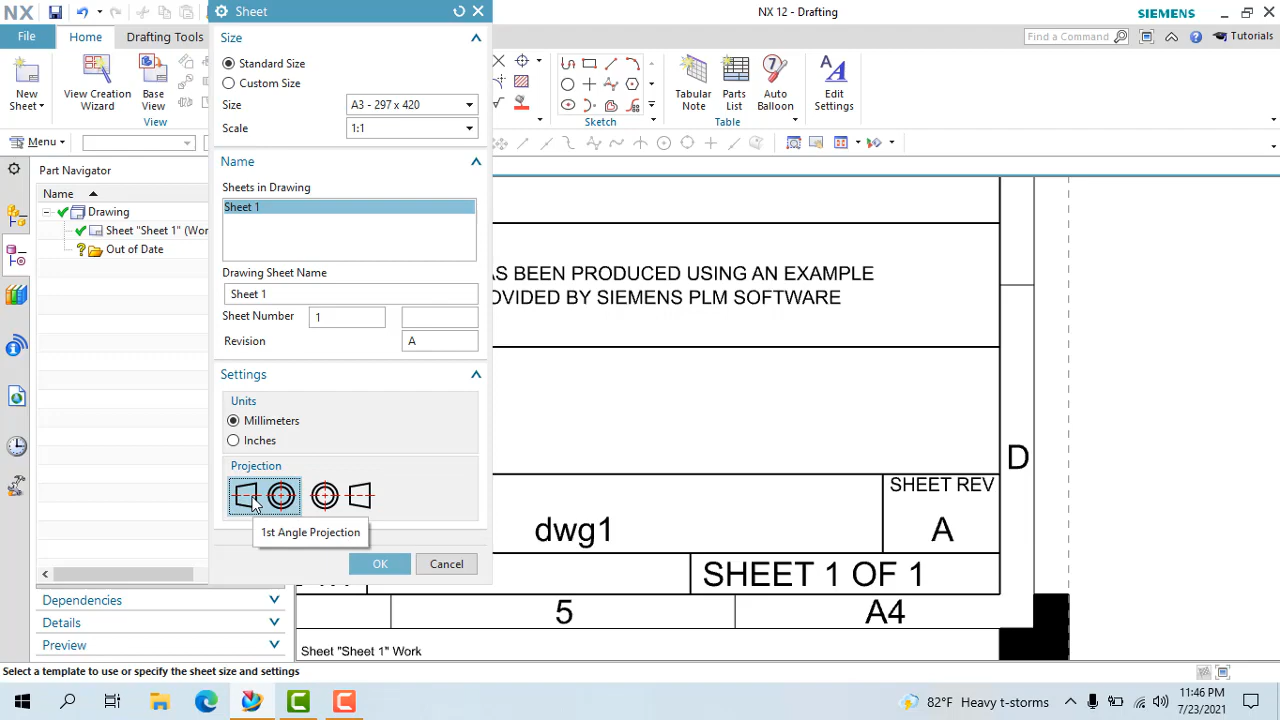 NX
Sheet
NX 12 - Drafting
SIEMENS
File
Home
Drafting Tools
Find a Command
Tutorials
New
Sheet
View Creation
Wizard
Base
View
View
Sketch
Tabular
Note
Parts
List
7
Auto
Balloon
Table
A
Edit
Settings
Menu
Part Navigator
Name
Drawing
Sheet "Sheet 1" (Wor
Out of Date
Dependencies
Details
Preview
Size
Standard Size
Custom Size
Size
A3 - 297 x 420
Scale
1:1
Name
Sheets in Drawing
Sheet 1
Drawing Sheet Name
Sheet 1
Sheet Number
1
Revision
A
Settings
Units
Millimeters
Inches
Projection
1st Angle Projection
OK
Cancel
AS BEEN PRODUCED USING AN EXAMPLE
OVIDED BY SIEMENS PLM SOFTWARE
D
SHEET REV
dwg1
A
SHEET 1 OF 1
5
A4
Sheet "Sheet 1" Work
Select a template to use or specify the sheet size and settings
82°F Heavy t-storms
11:46 PM
7/23/2021